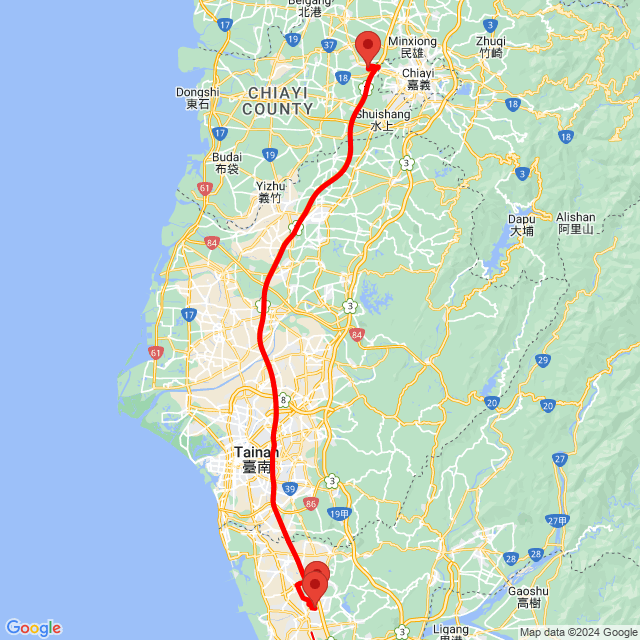 Beigang
北港
37
Minxiong
民雄
Zhuqi
竹崎
17
3
18
Chiayi
嘉義
Dongshi
東石
CHIAYI
COUNTY
Shuishang
水上
18
17
19
3
Budai
布袋
61
Yizhu
義竹
3
Dapu
大埔
Alishan
阿里山
84
17
3
84
61
29
20
20
8
Tainan
臺南
27
39
3
86
19甲
27甲
28
28
Gaoshu
高樹
Ligang
里港
3
Google
Map data ©2024 Google